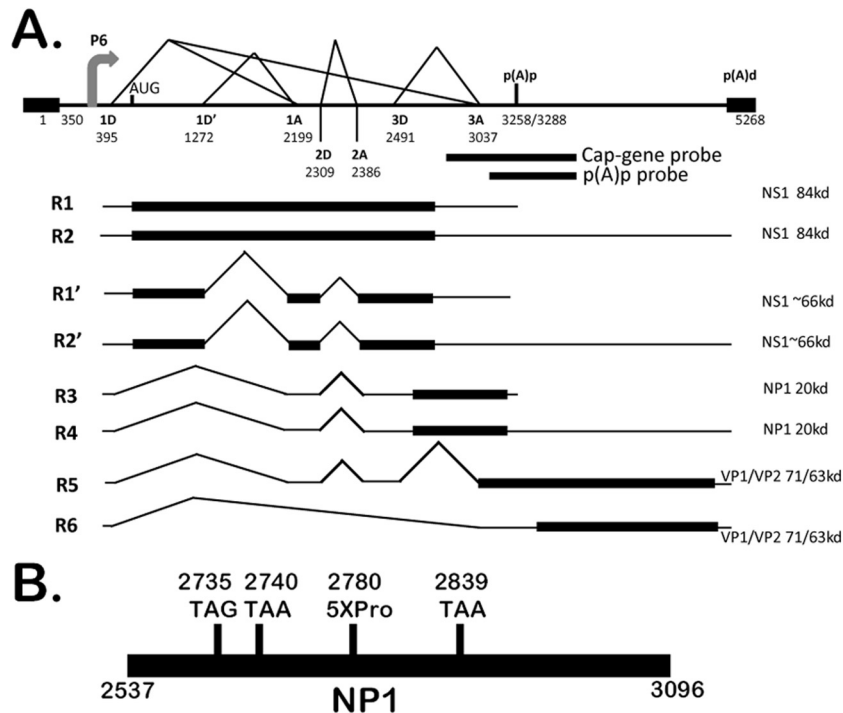 A.
P6
AUG
p(A)p
p(A)d
1
350
1D
395
1D'
1272
1A
2199
2D
2309
2A
2386
3D
2491
3A
3037
3258/3288
5268
Cap-gene probe
p(A)p probe
R1
NS1 84kd
R2
NS1 84kd
R1'
NS1 ~66kd
R2'
NS1~66kd
R3
NP1 20kd
R4
NP1 20kd
R5
VP1/VP2 71/63kd
R6
VP1/VP2 71/63kd
B.
2735 2740 2780 2839
TAG TAA 5XPro TAA
2537
NP1
3096